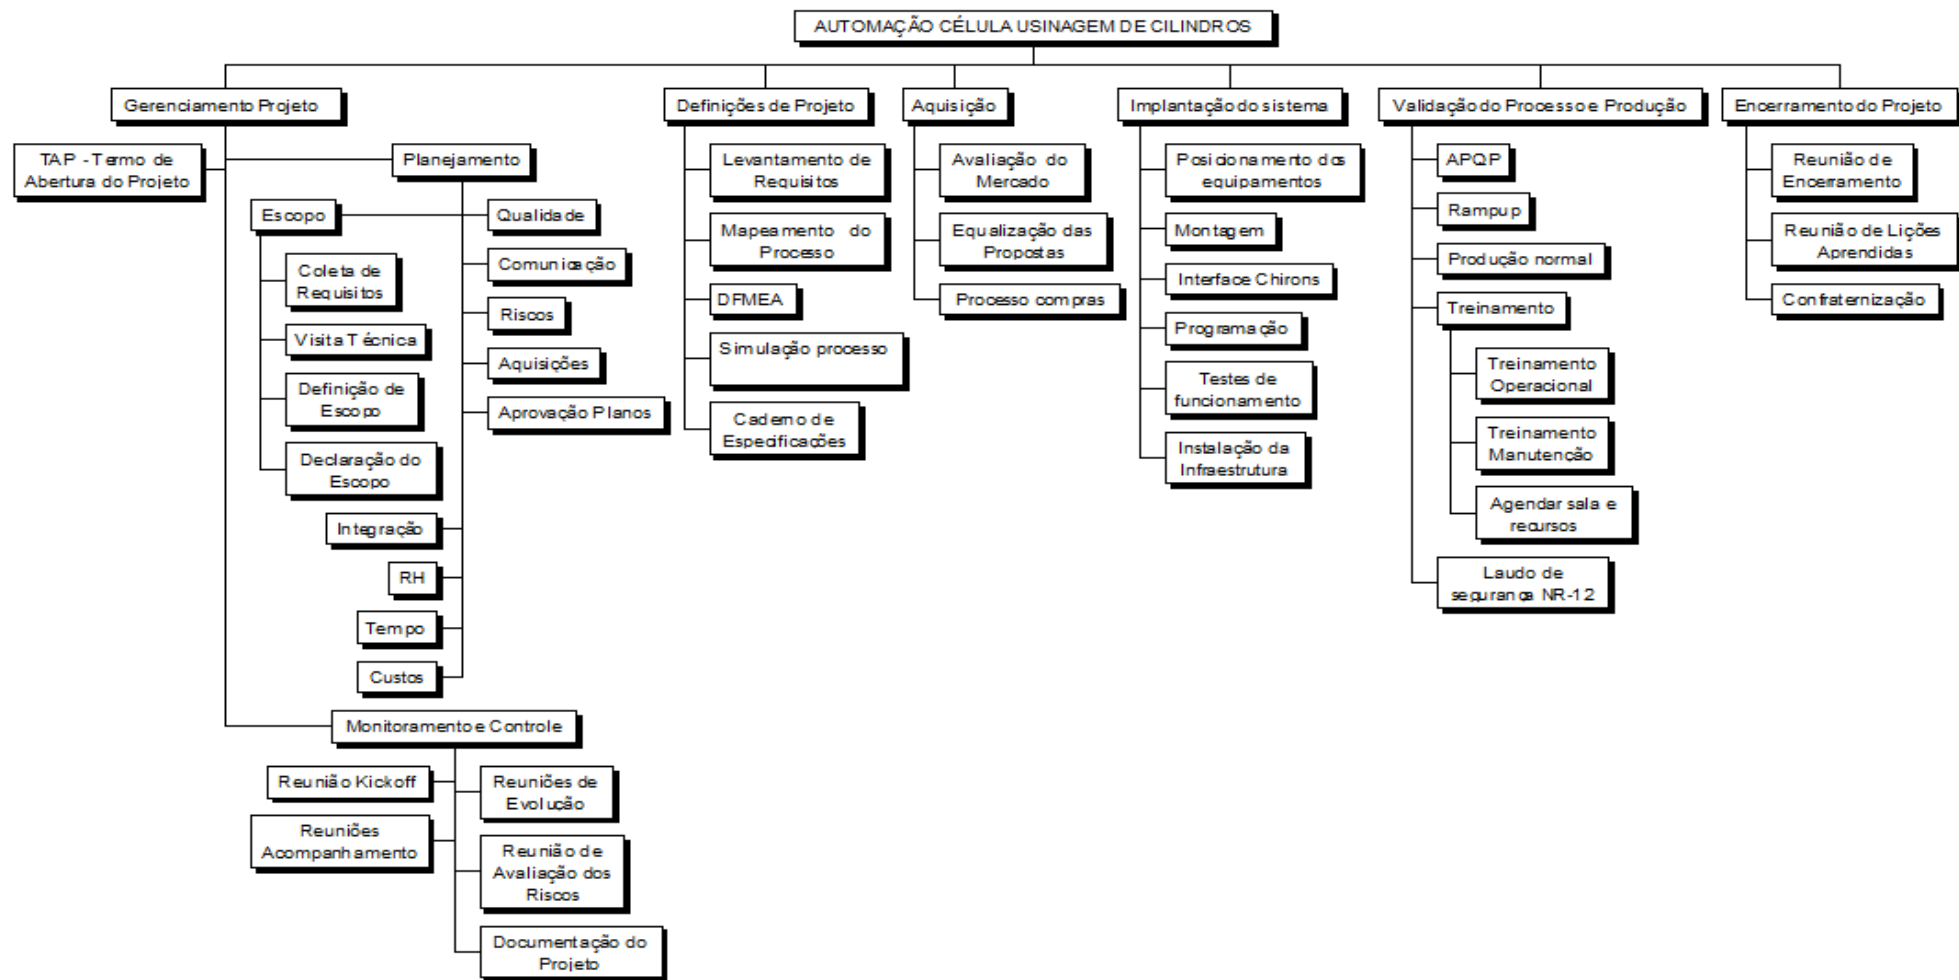 AUTOMAÇÃO CÉLULA USINAGEM DE CILINDROS
Gerenciamento Projeto
TAP - Termo de
Abertura do Projeto
Planejamento
Escopo
Coleta de
Requisitos
Visita Técnica
Definição de
Escopo
Declaração do
Escopo
Qualidade
Comunicação
Riscos
Aquisições
Aprovação Planos
Integração
RH
Tempo
Custos
Monitoramento e Controle
Reunião Kickoff
Reuniões
Acompanhamento
Reuniões de
Evolução
Reunião de
Avaliação dos
Riscos
Documentação do
Projeto
Definições de Projeto
Levantamento de
Requisitos
Mapeamento do
Processo
DFMEA
Simulação processo
Caderno de
Especificações
Aquisição
Avaliação do
Mercado
Equalização das
Propostas
Processo compras
Implantação do sistema
Posicionamento dos
equipamentos
Montagem
Interface Chirons
Programação
Testes de
funcionamento
Instalação da
Infraestrutura
Validação do Processo e Produção
APQP
Rampup
Produção normal
Treinamento
Treinamento
Operacional
Treinamento
Manutenção
Agendar sala e
recursos
Laudo de
segurança NR-12
Encerramento do Projeto
Reunião de
Encerramento
Reunião de Lições
Aprendidas
Confraternização